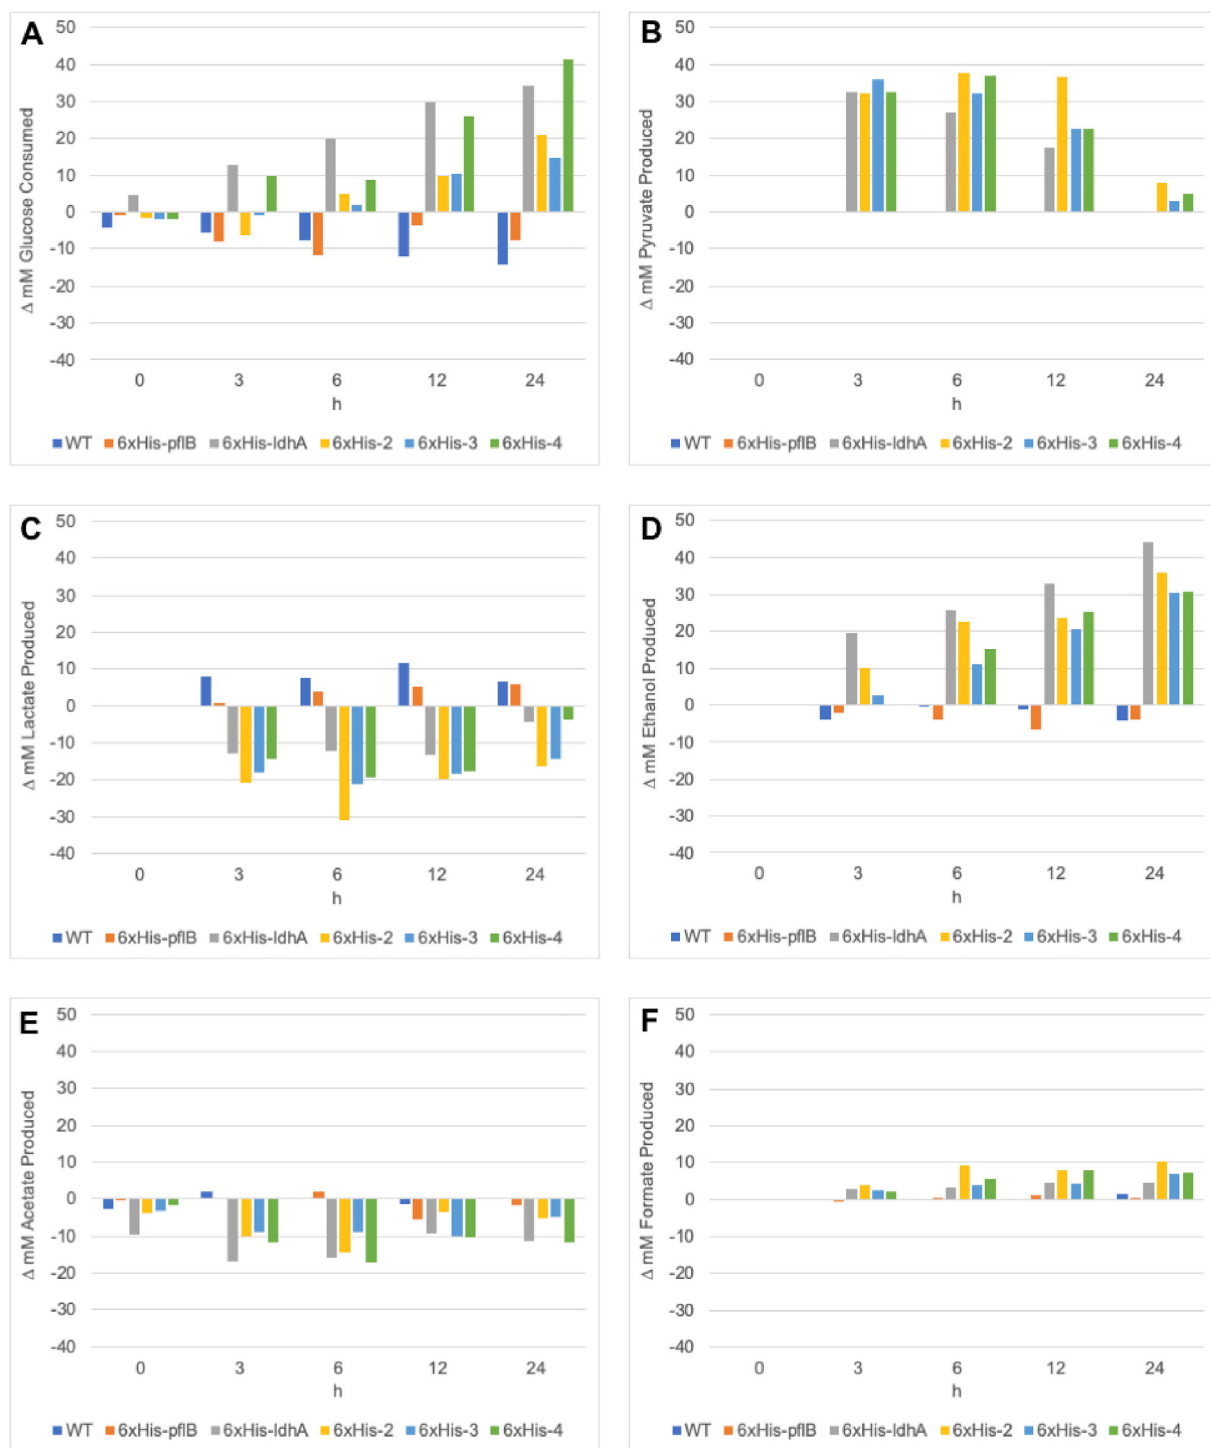 A
Δ mM Glucose Consumed
50
40
30
20
10
0
-10
-20
-30
-40
0 3 6 12 24
h
WT 6xHis-pflB 6xHis-ldhA 6xHis-2 6xHis-3 6xHis-4
B
Δ mM Pyruvate Produced
50
40
30
20
10
0
-10
-20
-30
-40
0 3 6 12 24
h
WT 6xHis-pflB 6xHis-ldhA 6xHis-2 6xHis-3 6xHis-4
C
Δ mM Lactate Produced
50
40
30
20
10
0
-10
-20
-30
-40
0 3 6 12 24
h
WT 6xHis-pflB 6xHis-ldhA 6xHis-2 6xHis-3 6xHis-4
D
Δ mM Ethanol Produced
50
40
30
20
10
0
-10
-20
-30
-40
0 3 6 12 24
h
WT 6xHis-pflB 6xHis-ldhA 6xHis-2 6xHis-3 6xHis-4
E
Δ mM Acetate Produced
50
40
30
20
10
0
-10
-20
-30
-40
0 3 6 12 24
h
WT 6xHis-pflB 6xHis-ldhA 6xHis-2 6xHis-3 6xHis-4
F
Δ mM Formate Produced
50
40
30
20
10
0
-10
-20
-30
-40
0 3 6 12 24
h
WT 6xHis-pflB 6xHis-ldhA 6xHis-2 6xHis-3 6xHis-4